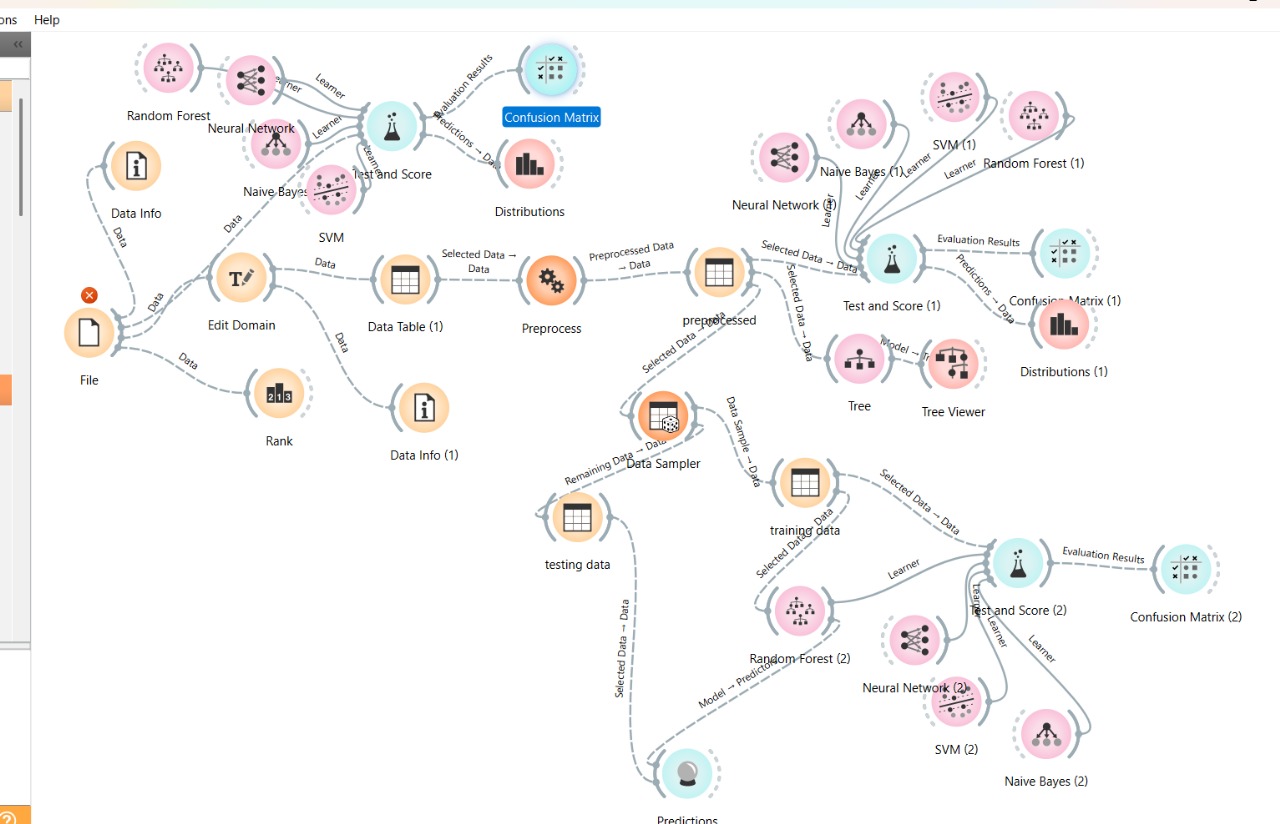 ons Help
«
Random Forest
Neural Network
Learner
Learner
Learner
Learner
Naive Bayes
SVM
Test and Score
Evaluation Results
Predictions → Data
Confusion Matrix
Distributions
Data Info
Data
Data
Data
Data
File
Rank
Edit Domain
Data
Data
Data Info (1)
Data Table (1)
Selected Data →
Data
Preprocess
Preprocessed Data
→ Data
preprocessed
Selected Data → Data
Selected Data → Data
Selected Data → Data
Neural Network (1)
Naive Bayes (1)
SVM (1)
Random Forest (1)
Learner
Learner
Learner
Learner
Test and Score (1)
Evaluation Results
Predictions → Data
Confusion Matrix (1)
Distributions (1)
Tree
Model → Tr
Tree Viewer
Data Sampler
Remaining Data → Data
Data Sample → Data
testing data
training data
Selected Data → Data
Selected Data → Data
Selected Data → Data
Random Forest (2)
Learner
Learner
Learner
Learner
Test and Score (2)
Evaluation Results
Confusion Matrix (2)
Neural Network (2)
SVM (2)
Naive Bayes (2)
Model → Predictors
Predictions
?